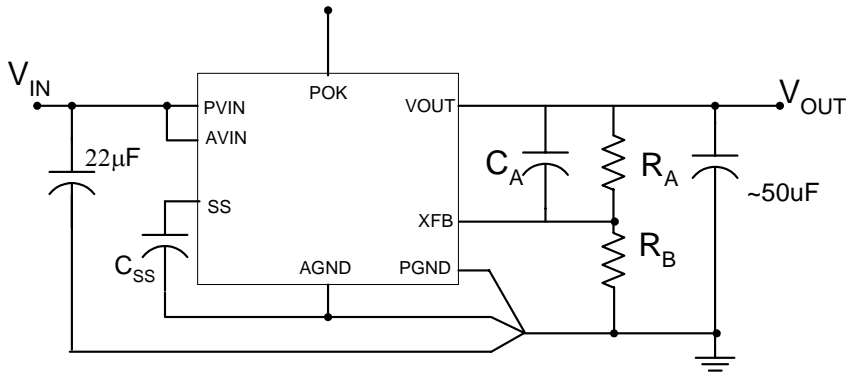 POK
V_IN
PVIN
VOUT
V_OUT
AVIN
22μF
C_A
R_A
~50uF
SS
XFB
C_SS
R_B
AGND
PGND